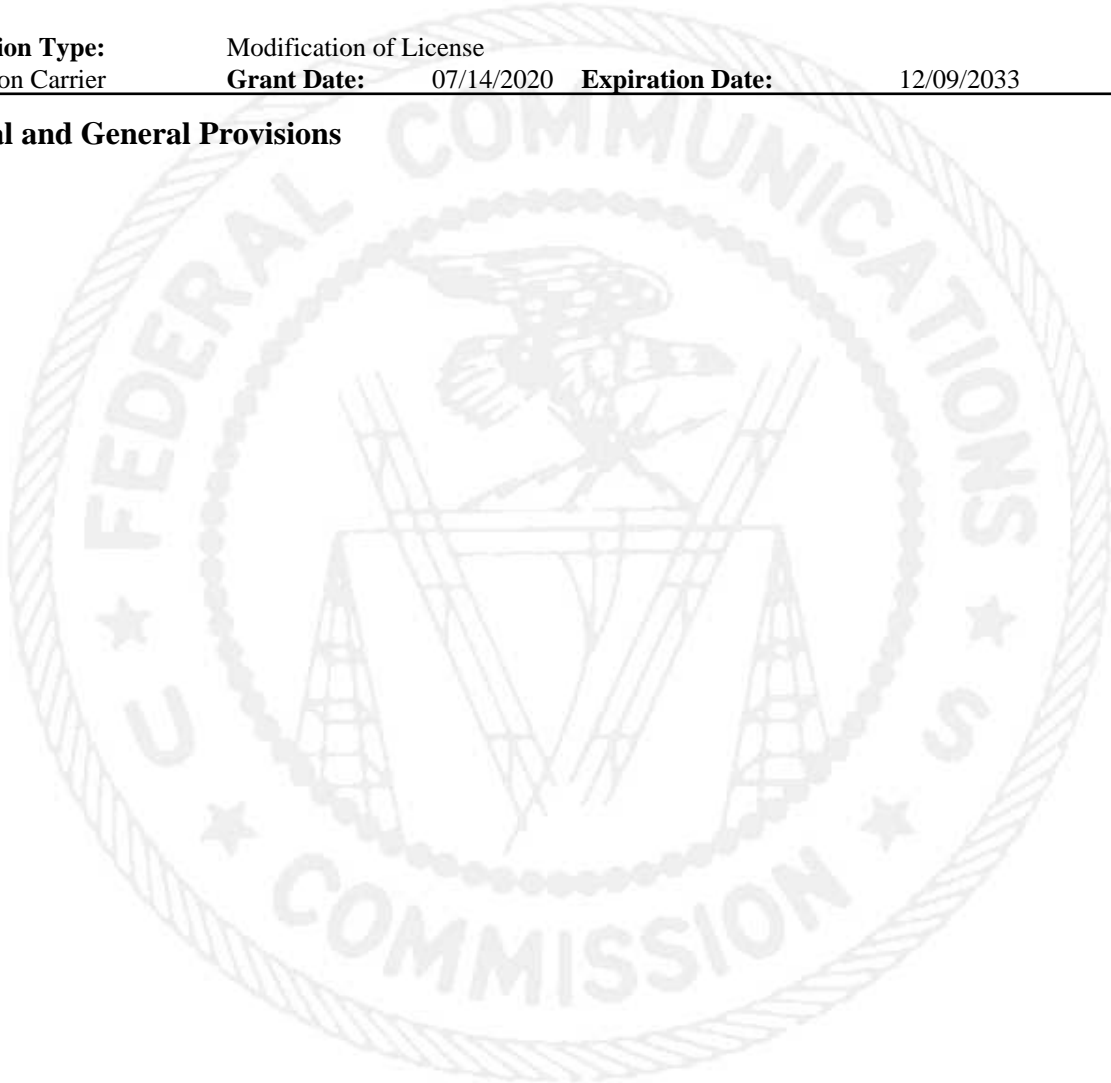 ion Type: Modification of License
on Carrier Grant Date: 07/14/2020 Expiration Date: 12/09/2033
al and General Provisions
FEDERAL COMMUNICATIONS
U S
COMMISSION